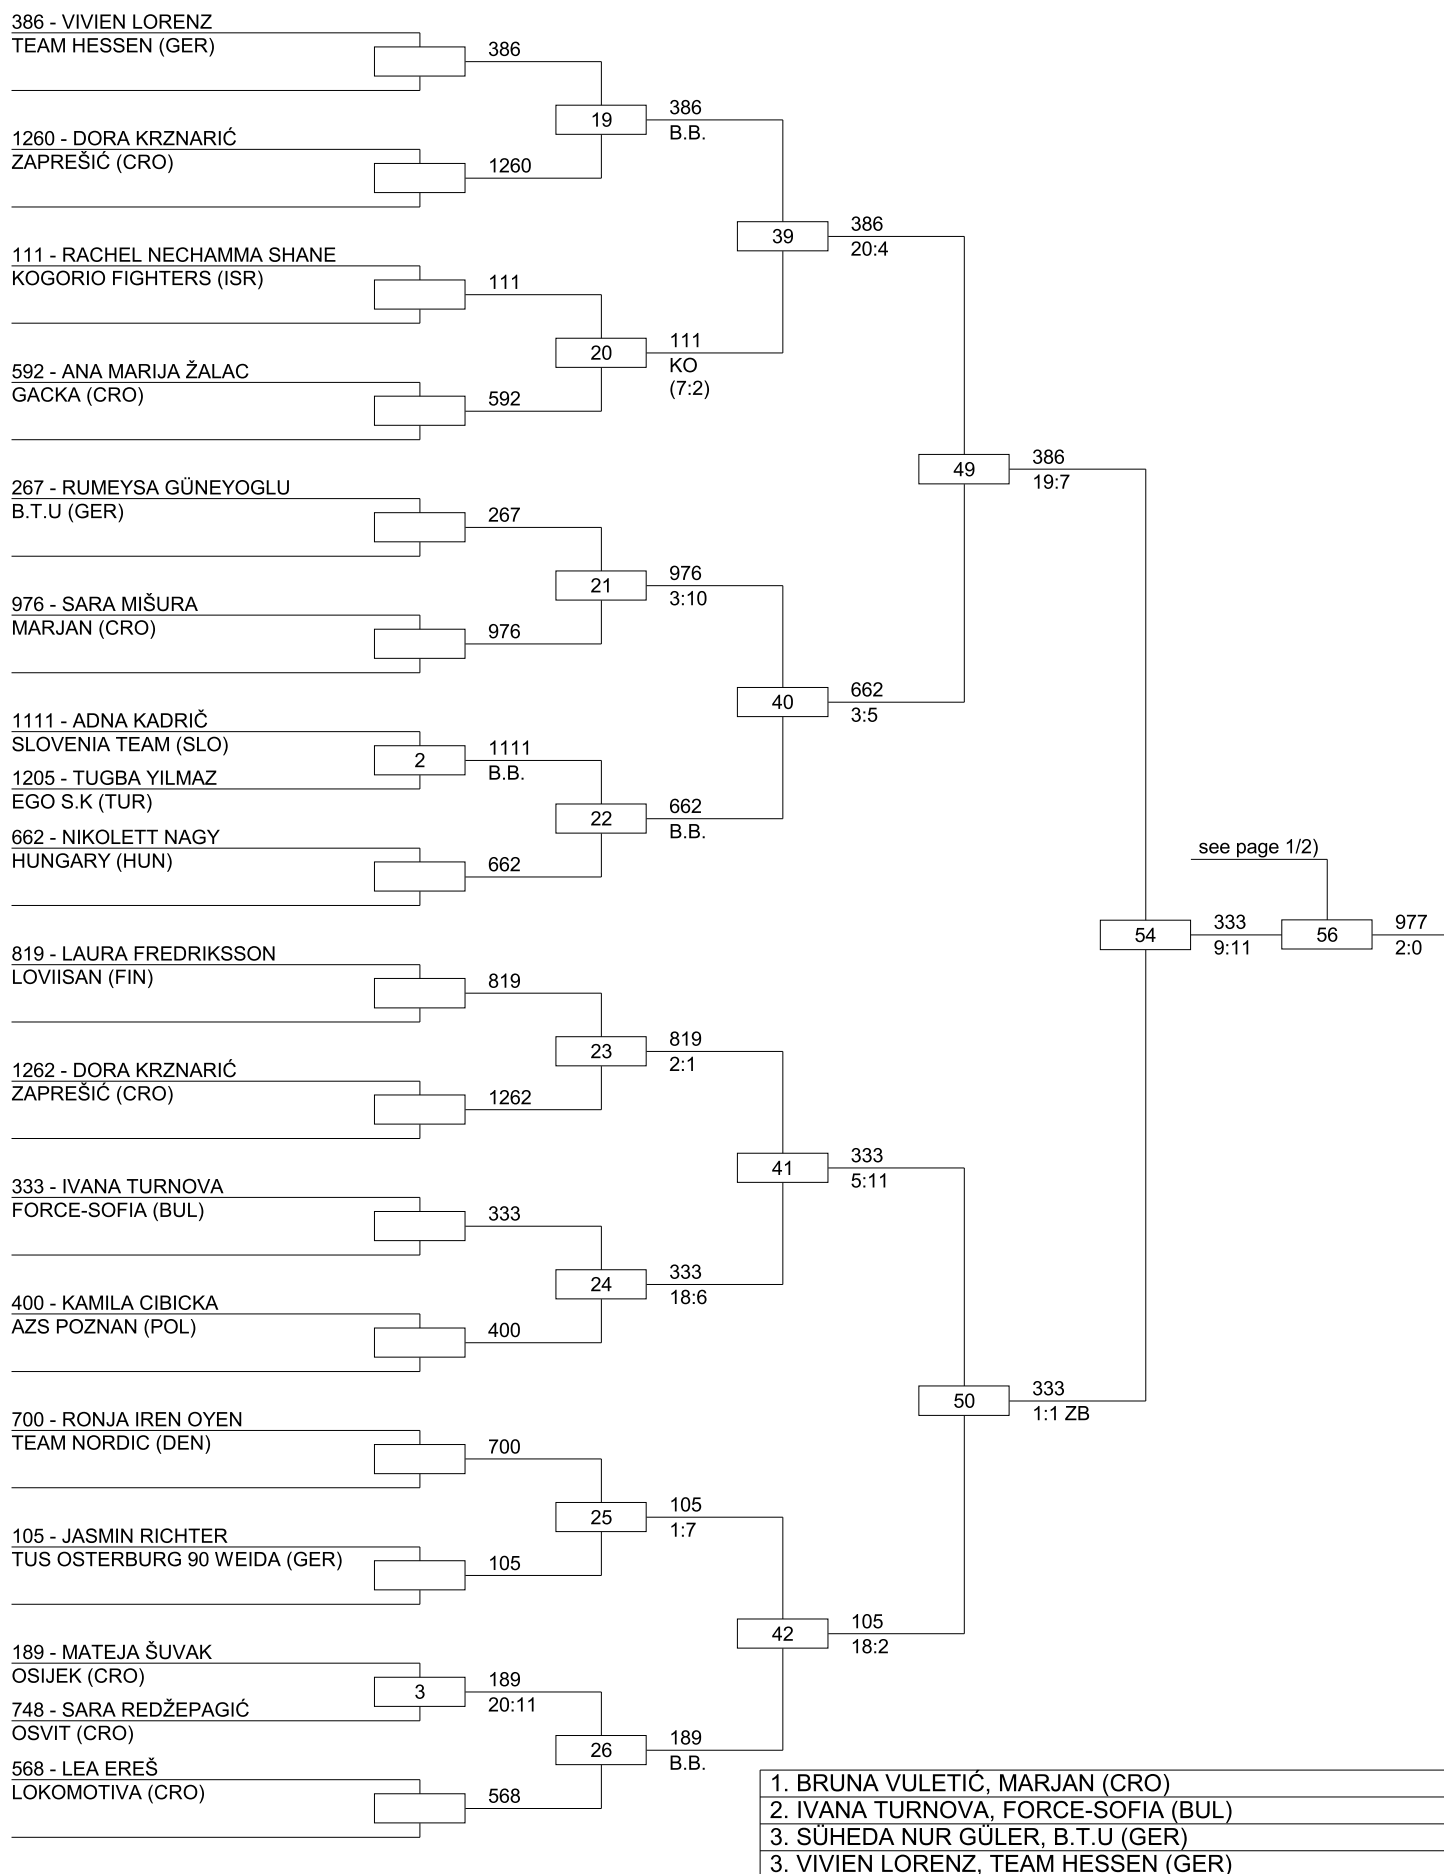 386 - VIVIEN LORENZ
TEAM HESSEN (GER)
386
19
386
B.B.
1260 - DORA KRZNARIĆ
ZAPREŠIĆ (CRO)
1260
39
386
20:4
111 - RACHEL NECHAMMA SHANE
KOGORIO FIGHTERS (ISR)
111
20
111
KO
(7:2)
592 - ANA MARIJA ŽALAC
GACKA (CRO)
592
49
386
19:7
267 - RUMEYSA GÜNEYOGLU
B.T.U (GER)
267
21
976
3:10
976 - SARA MIŠURA
MARJAN (CRO)
976
40
662
3:5
1111 - ADNA KADRIČ
SLOVENIA TEAM (SLO)
2
1111
B.B.
1205 - TUGBA YILMAZ
EGO S.K (TUR)
22
662
B.B.
662 - NIKOLETT NAGY
HUNGARY (HUN)
662
see page 1/2)
54
333
9:11
56
977
2:0
819 - LAURA FREDRIKSSON
LOVIISAN (FIN)
819
23
819
2:1
1262 - DORA KRZNARIĆ
ZAPREŠIĆ (CRO)
1262
41
333
5:11
333 - IVANA TURNOVA
FORCE-SOFIA (BUL)
333
24
333
18:6
400 - KAMILA CIBICKA
AZS POZNAN (POL)
400
50
333
1:1 ZB
700 - RONJA IREN OYEN
TEAM NORDIC (DEN)
700
25
105
1:7
105 - JASMIN RICHTER
TUS OSTERBURG 90 WEIDA (GER)
105
42
105
18:2
189 - MATEJA ŠUVAK
OSIJEK (CRO)
3
189
20:11
748 - SARA REDŽEPAGIĆ
OSVIT (CRO)
26
189
B.B.
568 - LEA EREŠ
LOKOMOTIVA (CRO)
568
1. BRUNA VULETIĆ, MARJAN (CRO)
2. IVANA TURNOVA, FORCE-SOFIA (BUL)
3. SÜHEDA NUR GÜLER, B.T.U (GER)
3. VIVIEN LORENZ, TEAM HESSEN (GER)